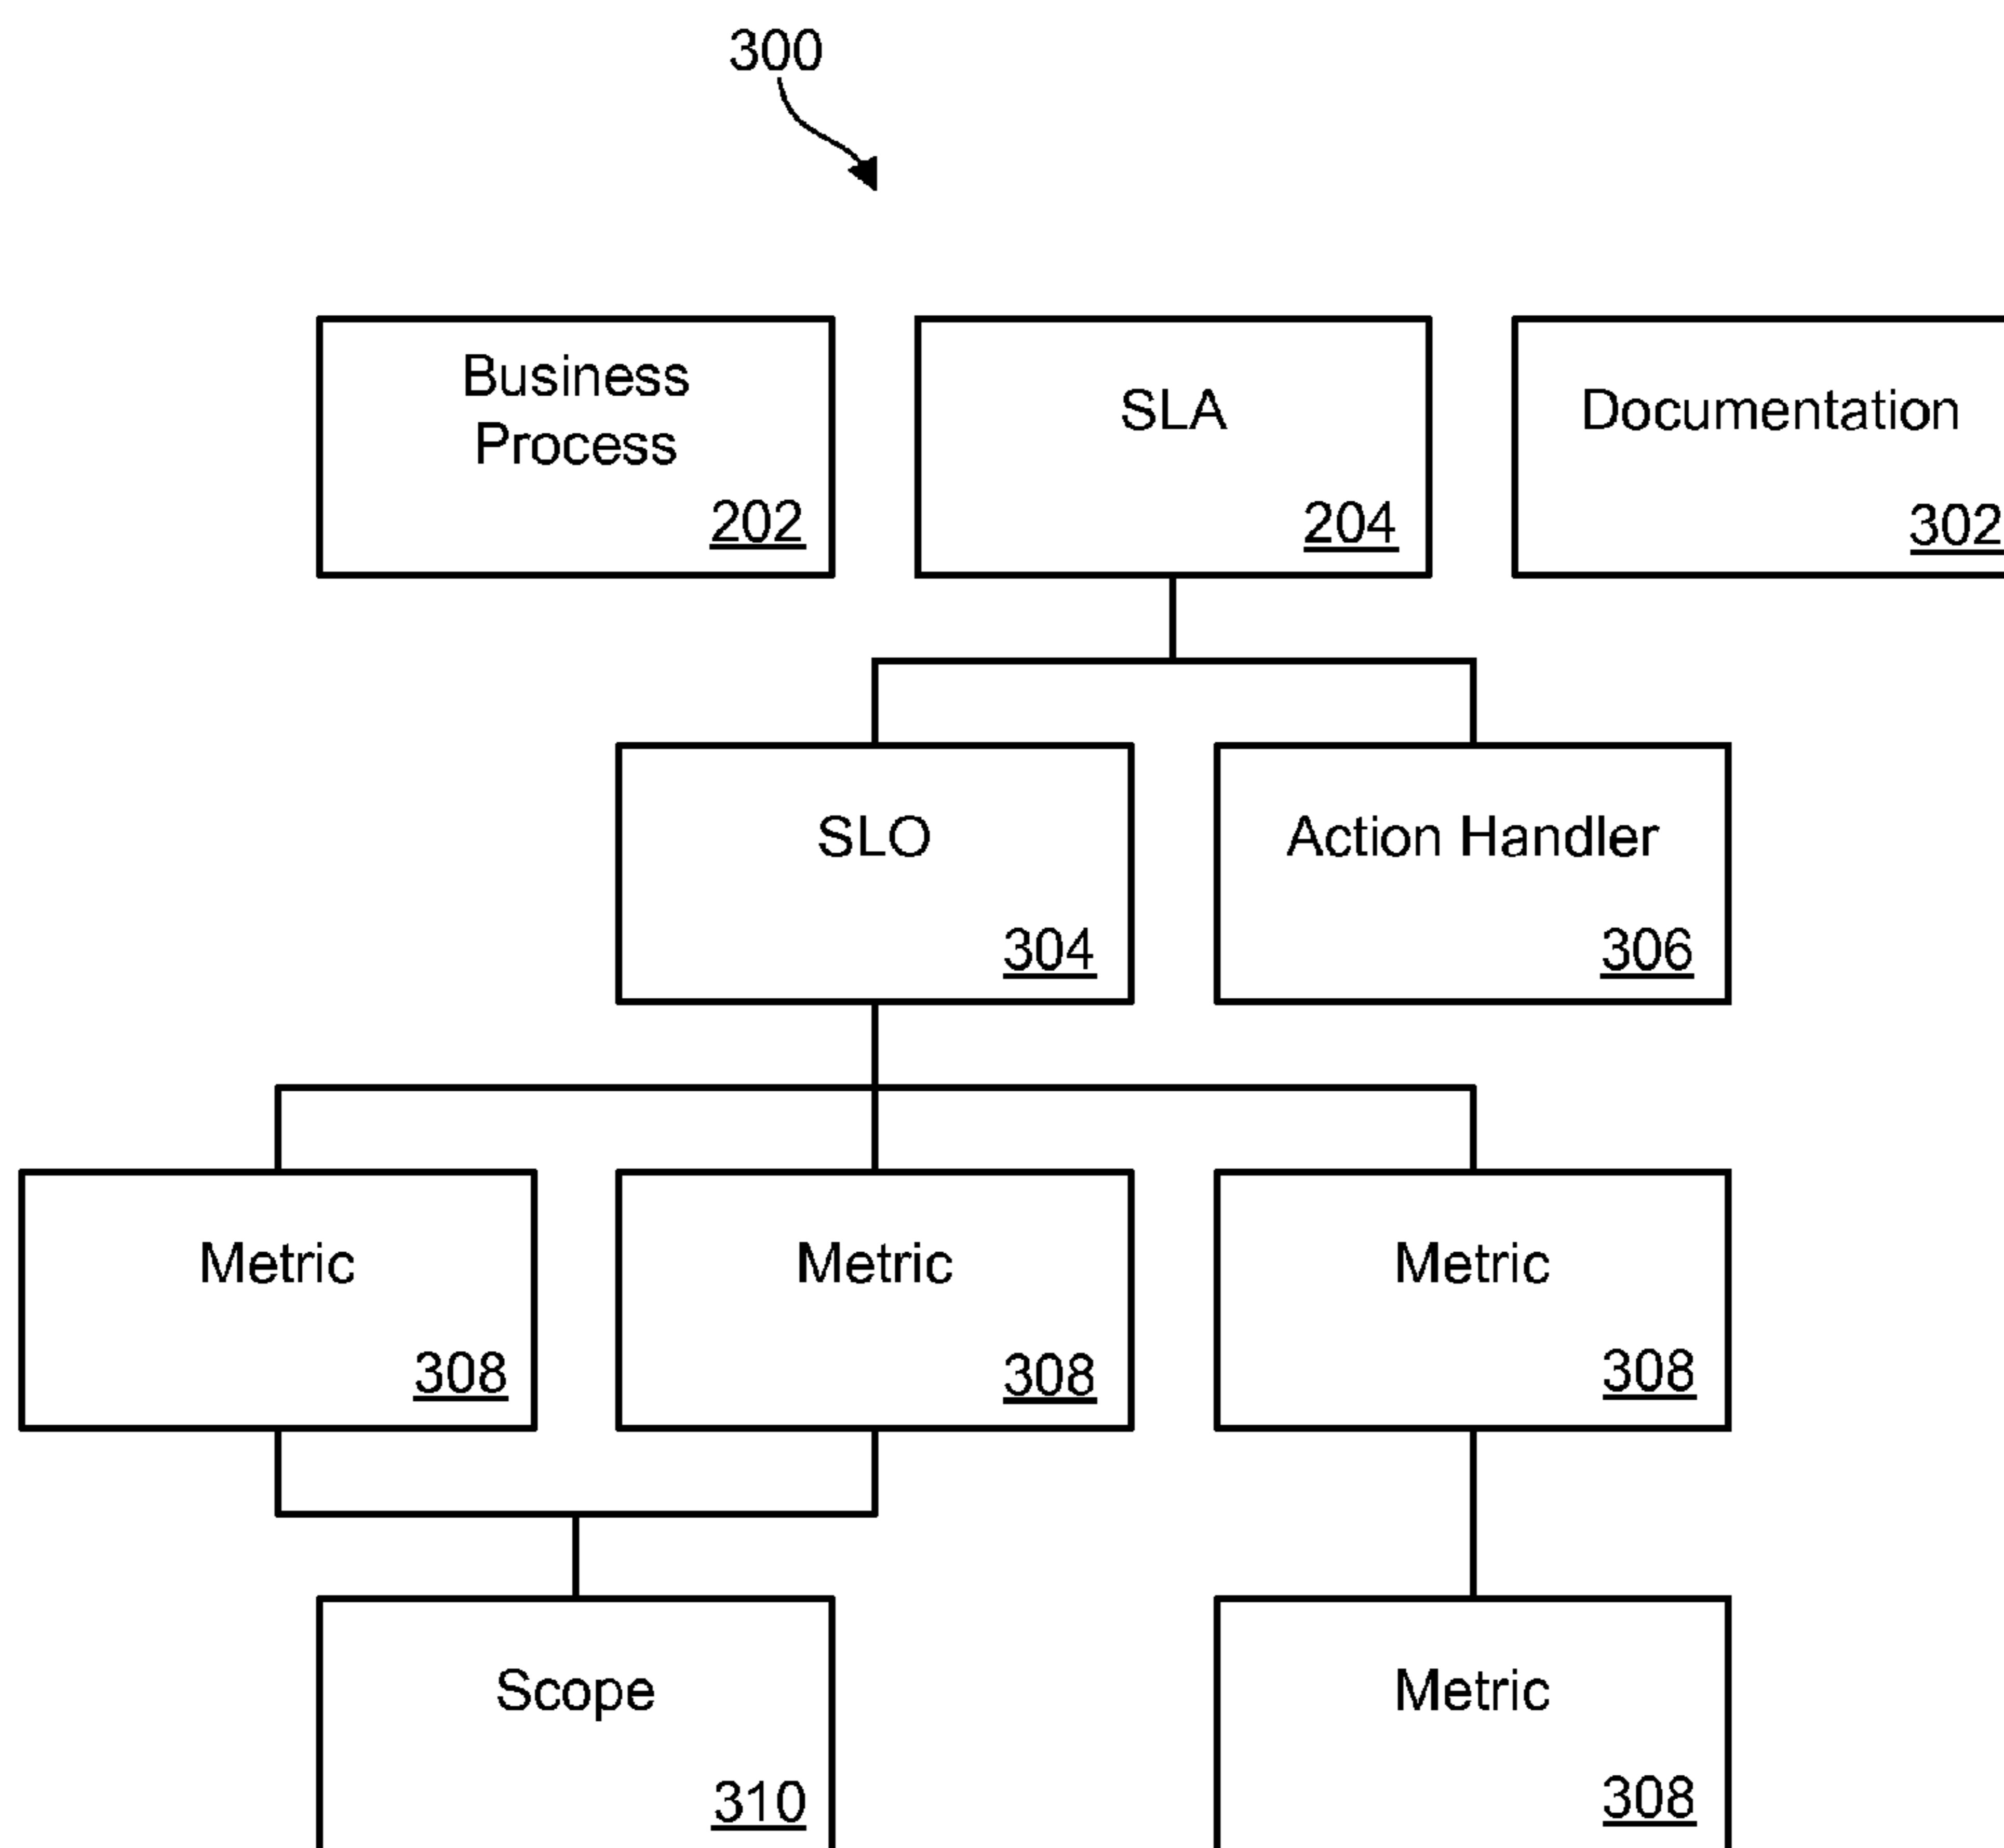 300
Business
Process
202
SLA
204
Documentation
302
SLO
304
Action Handler
306
Metric
308
Metric
308
Metric
308
Scope
310
Metric
308